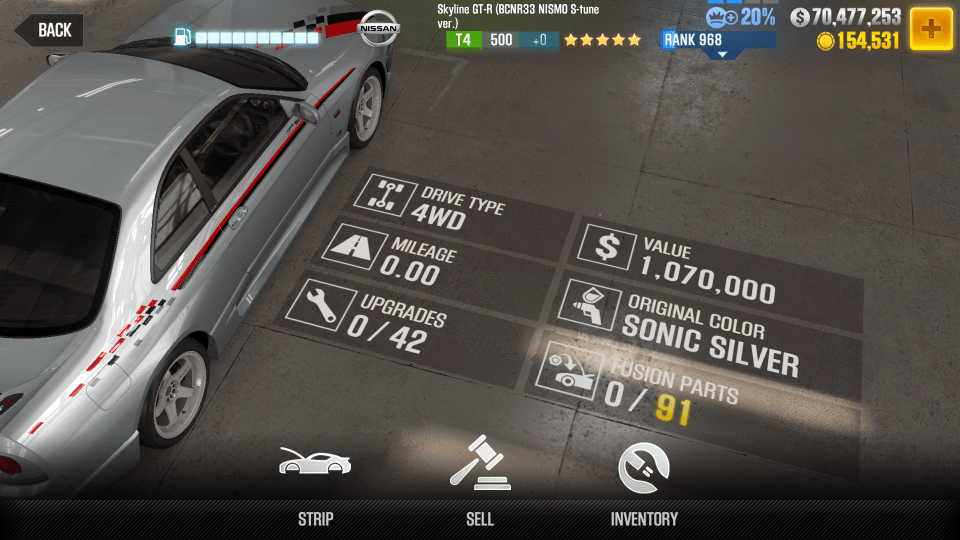 BACK
NISSAN
Skyline GT-R (BCNR33 NISMO S-tune
ver.)
T4 500 +0
RANK 968
20%
$ 70,477,253
154,531
DRIVE TYPE
4WD
MILEAGE
0.00
UPGRADES
0 / 42
$ VALUE
1,070,000
ORIGINAL COLOR
SONIC SILVER
FUSION PARTS
0 / 91
STRIP
SELL
INVENTORY